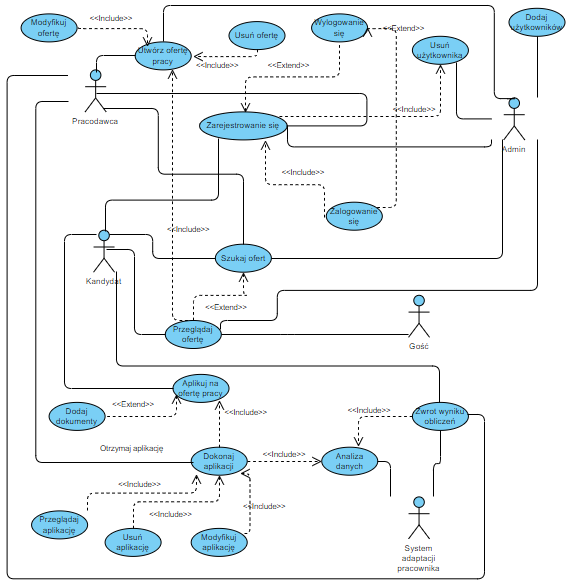 Modyfikuj
ofertę
<<Include>>
Utwórz ofertę
pracy
Usuń ofertę
<<Include>>
Wylogowanie
się
<<Extend>>
Usuń
użytkownika
Dodaj
użytkowników
<<Extend>>
Pracodawca
Zarejestrowanie się
<<Include>>
Admin
<<Include>>
Zalogowanie
się
<<Include>>
Szukaj ofert
Kandydat
<<Extend>>
Przeglądaj
ofertę
Gość
Aplikuj na
ofertę pracy
Dodaj
dokumenty
<<Extend>>
<<Include>>
<<Include>>
Zwrot wyniku
obliczeń
Otrzymaj aplikację
Dokonaj
aplikacji
<<Include>>
Analiza
danych
<<Include>>
Przeglądaj
aplikację
<<Include>>
Usuń
aplikację
<<Include>>
Modyfikuj
aplikację
System
adaptacji
pracownika